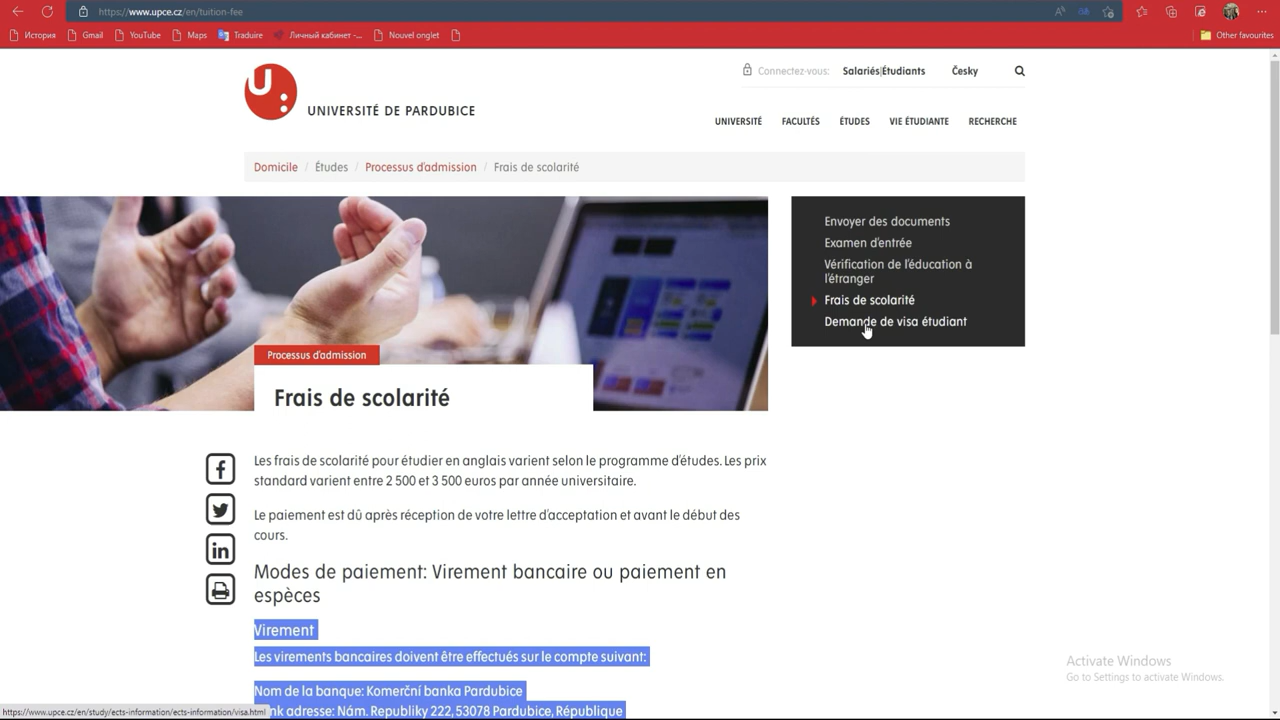 https://www.upce.cz/en/tuition-fee
История Gmail YouTube Maps Traduire Личный кабинет -... Nouvel onglet Other favourites
Connectez-vous: Salariés|Étudiants Česky
U:
UNIVERSITÉ DE PARDUBICE
UNIVERSITÉ FACULTÉS ÉTUDES VIE ÉTUDIANTE RECHERCHE
Domicile / Études / Processus d'admission / Frais de scolarité
Envoyer des documents
Examen d'entrée
Vérification de l'éducation à
l'étranger
Frais de scolarité
Demande de visa étudiant
Processus d'admission
Frais de scolarité
Les frais de scolarité pour étudier en anglais varient selon le programme d'études. Les prix
standard varient entre 2 500 et 3 500 euros par année universitaire.
Le paiement est dû après réception de votre lettre d'acceptation et avant le début des
cours.
Modes de paiement: Virement bancaire ou paiement en
espèces
Virement
Les virements bancaires doivent être effectués sur le compte suivant:
Nom de la banque: Komerční banka Pardubice
nk adresse: Nám. Republiky 222, 53078 Pardubice, République
https://www.upce.cz/en/study/ects-information/ects-information/visa.html
Activate Windows
Go to Settings to activate Windows.